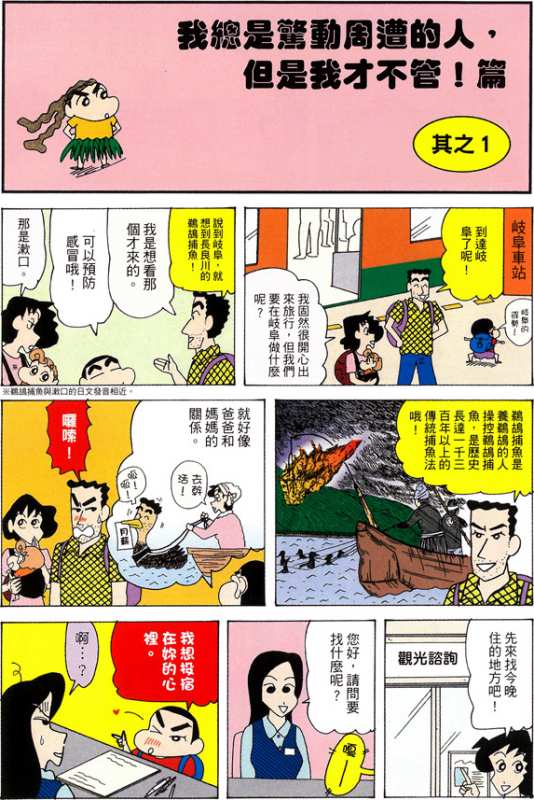 我總是驚動周遭的人，
但是我才不管！篇
其之1
岐阜車站
到達岐
阜了呢！
我固然很開心出
來旅行，但我們
要在岐阜做什麼
呢？
說到岐阜，就
想到長良川的
鵜鶘捕魚！
我是想看那
個才來的。
可以預防
感冒哦！
那是漱口。
※鵜鶘捕魚與漱口的日文發音相近。
鵜鶘捕魚是
養鵜鶘的人
操控鵜鶘捕
魚，是歷史
長達一千三
百年以上的
傳統捕魚法
哦！
就好像
爸爸和
媽媽的
關係。
去幹
活！
呱！
呱！
月薪
囉嗦！
先來找今晚
住的地方吧！
觀光諮詢
您好，請問要
找什麼呢？
嘎！
我想投宿
在妳的心
裡。
啊…？